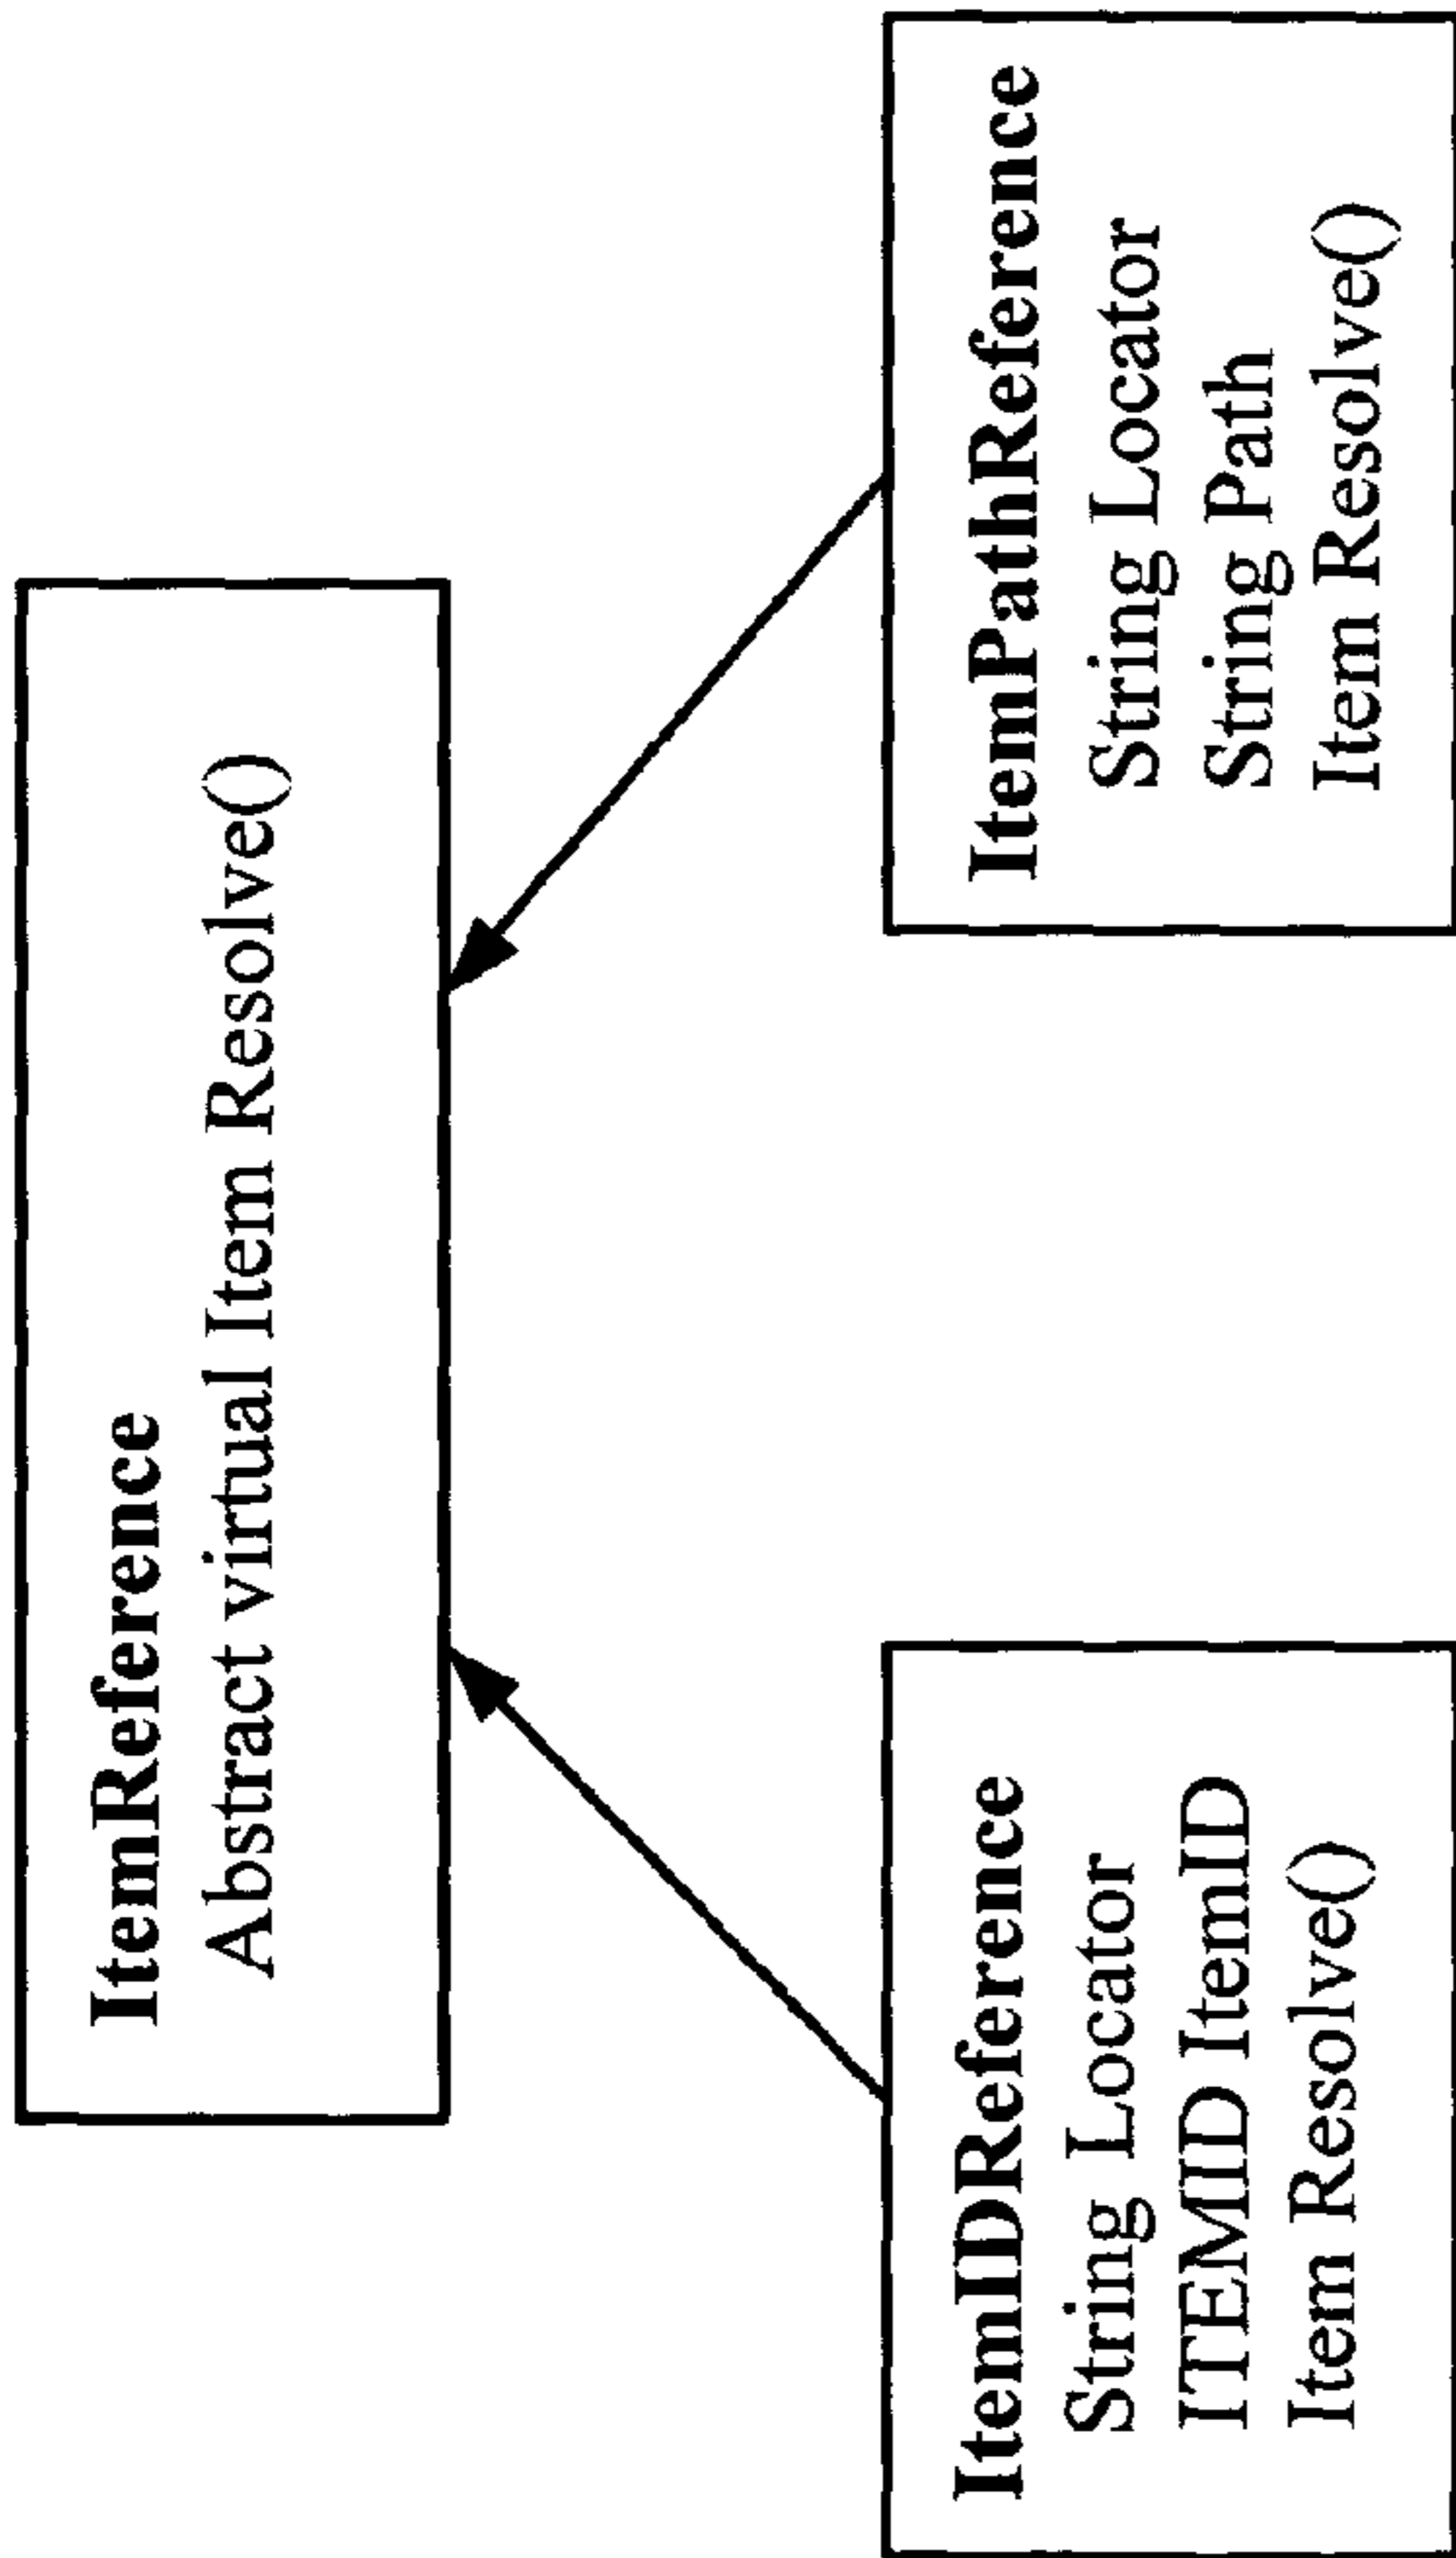 ItemReference
Abstract virtual Item Resolve()
ItemIDReference
String Locator
ITEMID ItemID
Item Resolve()
ItemPathReference
String Locator
String Path
Item Resolve()